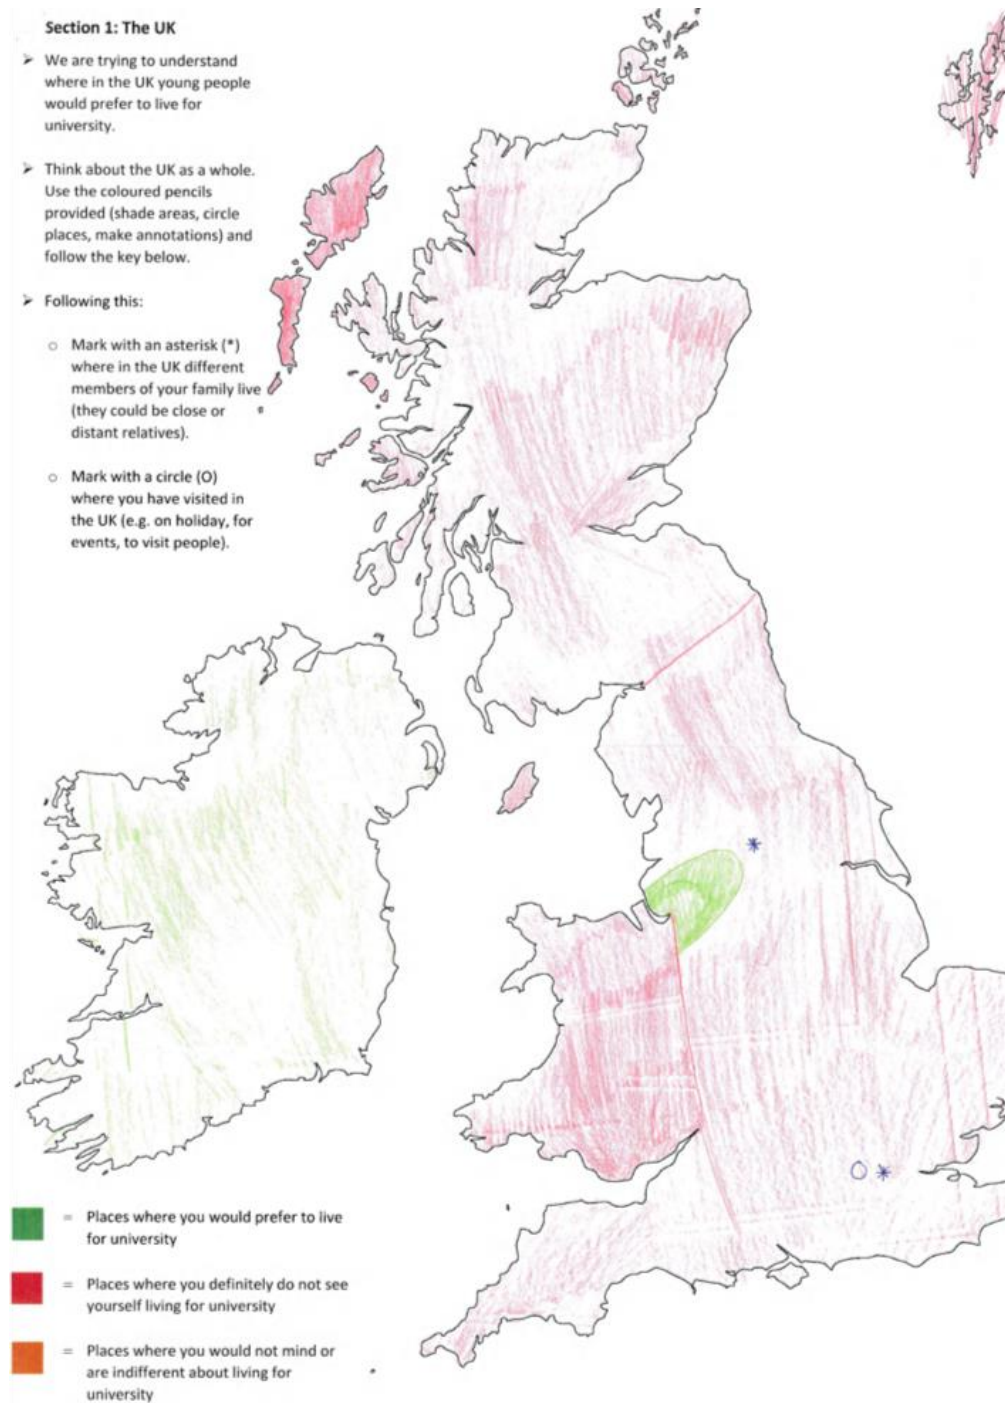 Section 1: The UK
➢ We are trying to understand
where in the UK young people
would prefer to live for
university.
➢ Think about the UK as a whole.
Use the coloured pencils
provided (shade areas, circle
places, make annotations) and
follow the key below.
➢ Following this:
o Mark with an asterisk (*)
where in the UK different
members of your family live
(they could be close or
distant relatives).
o Mark with a circle (O)
where you have visited in
the UK (e.g. on holiday, for
events, to visit people).
= Places where you would prefer to live
for university
= Places where you definitely do not see
yourself living for university
= Places where you would not mind or
are indifferent about living for
university